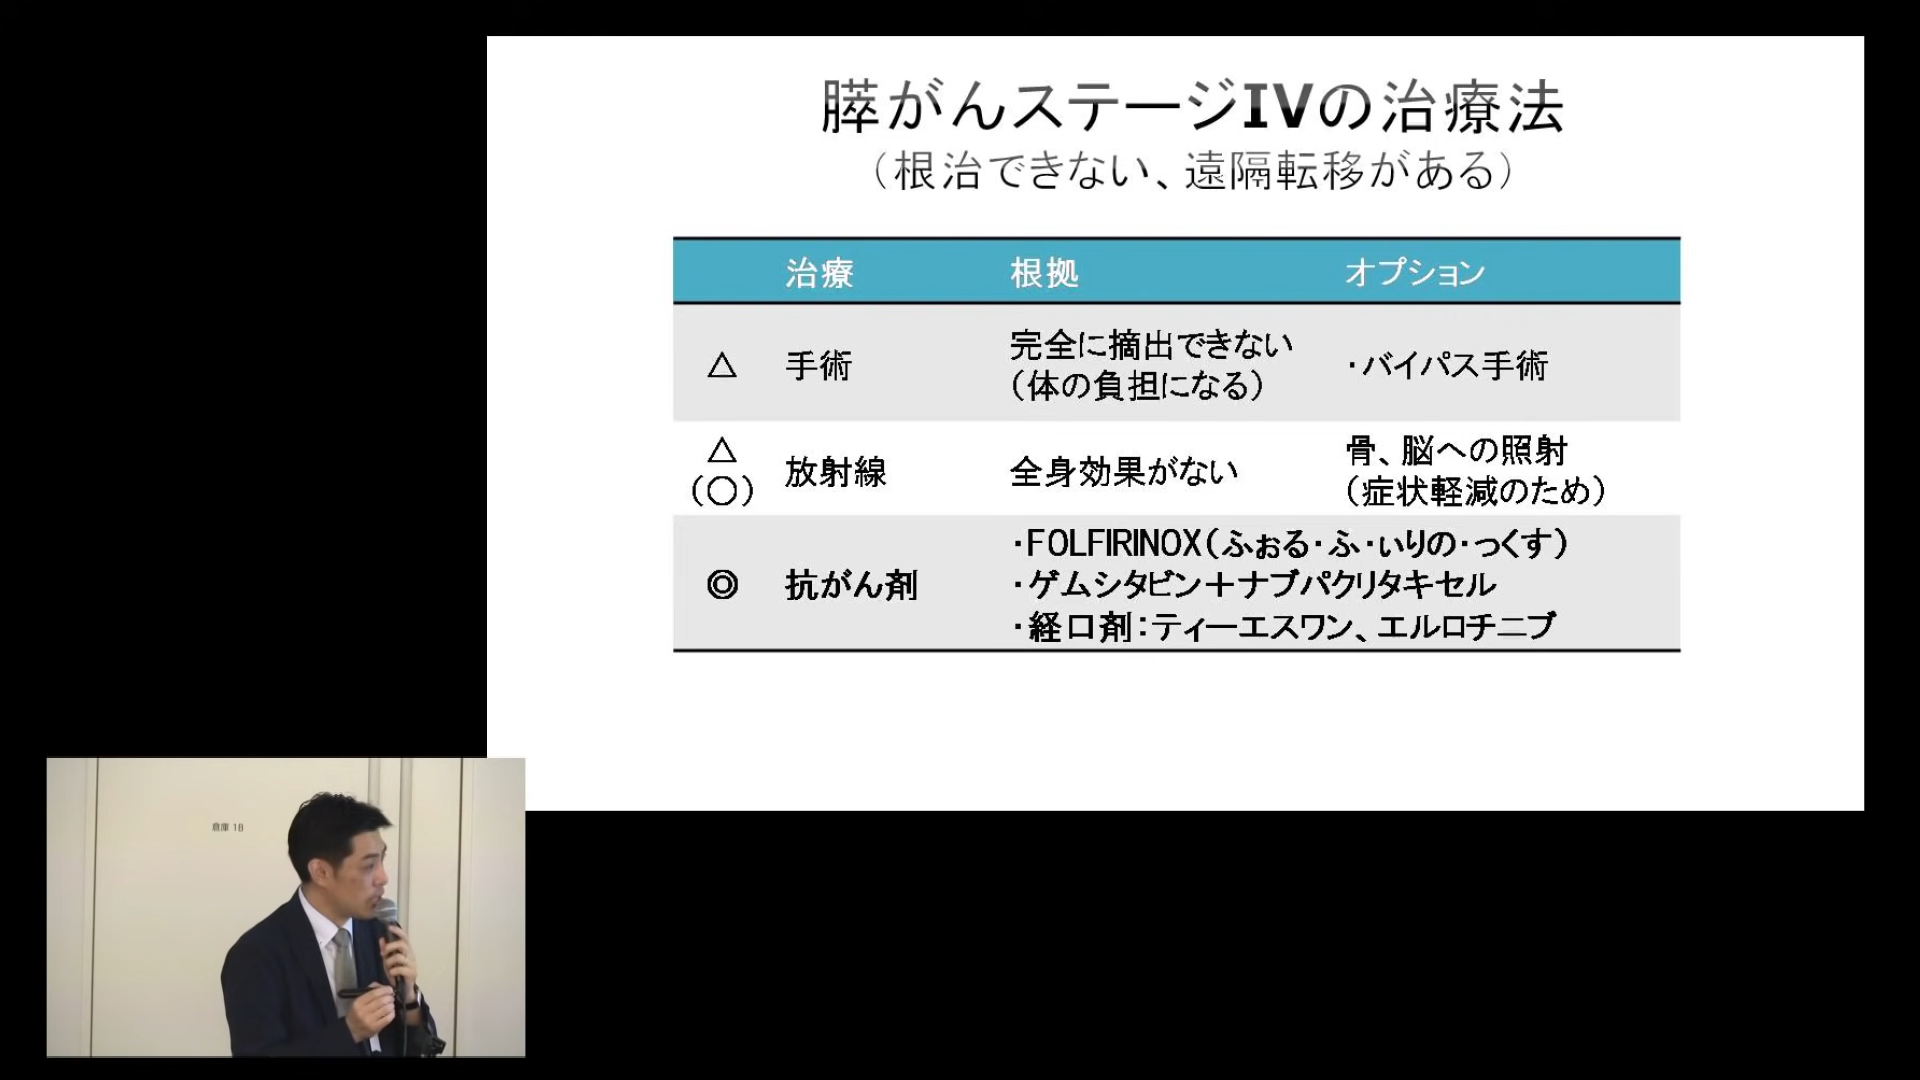 膵がんステージIVの治療法
（根治できない、遠隔転移がある）
治療 根拠 オプション
△ 手術 完全に摘出できない
（体の負担になる） ・バイパス手術
△
（○） 放射線 全身効果がない 骨、脳への照射
（症状軽減のため）
◎ 抗がん剤 ・FOLFIRINOX（ふぉる・ふ・いりの・っくす）
・ゲムシタビン＋ナブパクリタキセル
・経口剤：ティーエスワン、エルロチニブ
倉庫 1B